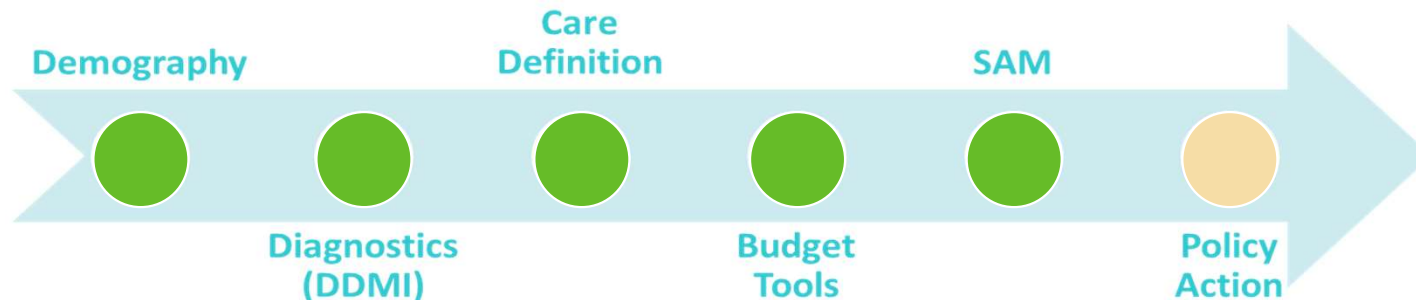 Demography
Diagnostics
(DDMI)
Care
Definition
Budget
Tools
SAM
Policy
Action